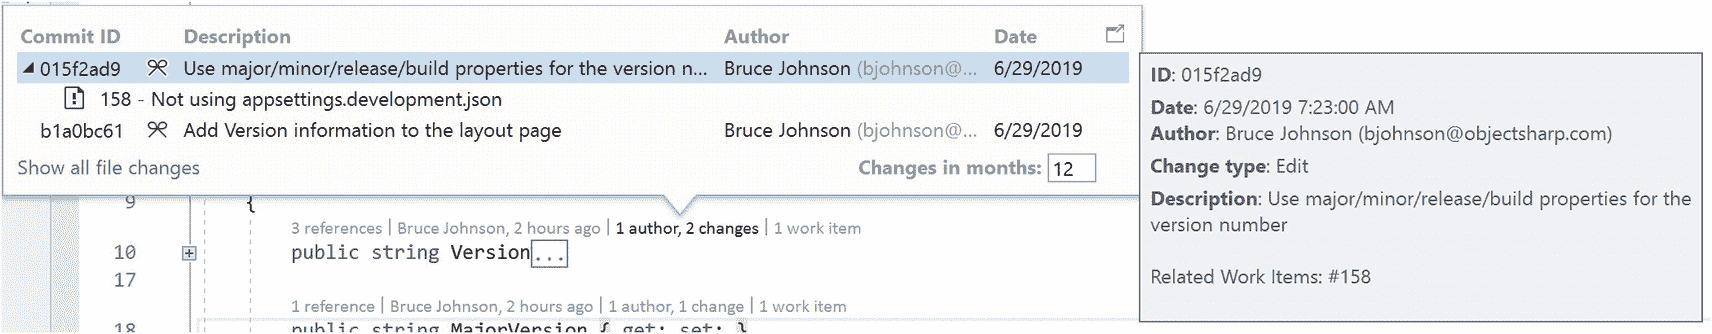 Commit ID Description Author Date
015f2ad9 Use major/minor/release/build properties for the version n... Bruce Johnson (bjohnson@... 6/29/2019
158 - Not using appsettings.development.json
b1a0bc61 Add Version information to the layout page Bruce Johnson (bjohnson@... 6/29/2019
Show all file changes Changes in months: 12
ID: 015f2ad9
Date: 6/29/2019 7:23:00 AM
Author: Bruce Johnson (bjohnson@objectsharp.com)
Change type: Edit
Description: Use major/minor/release/build properties for the
version number
Related Work Items: #158
9 {
3 references | Bruce Johnson, 2 hours ago | 1 author, 2 changes | 1 work item
10 public string Version...
17
1 reference | Bruce Johnson, 2 hours ago | 1 author, 1 change | 1 work item
18 public string MajorVersion { get; set; }